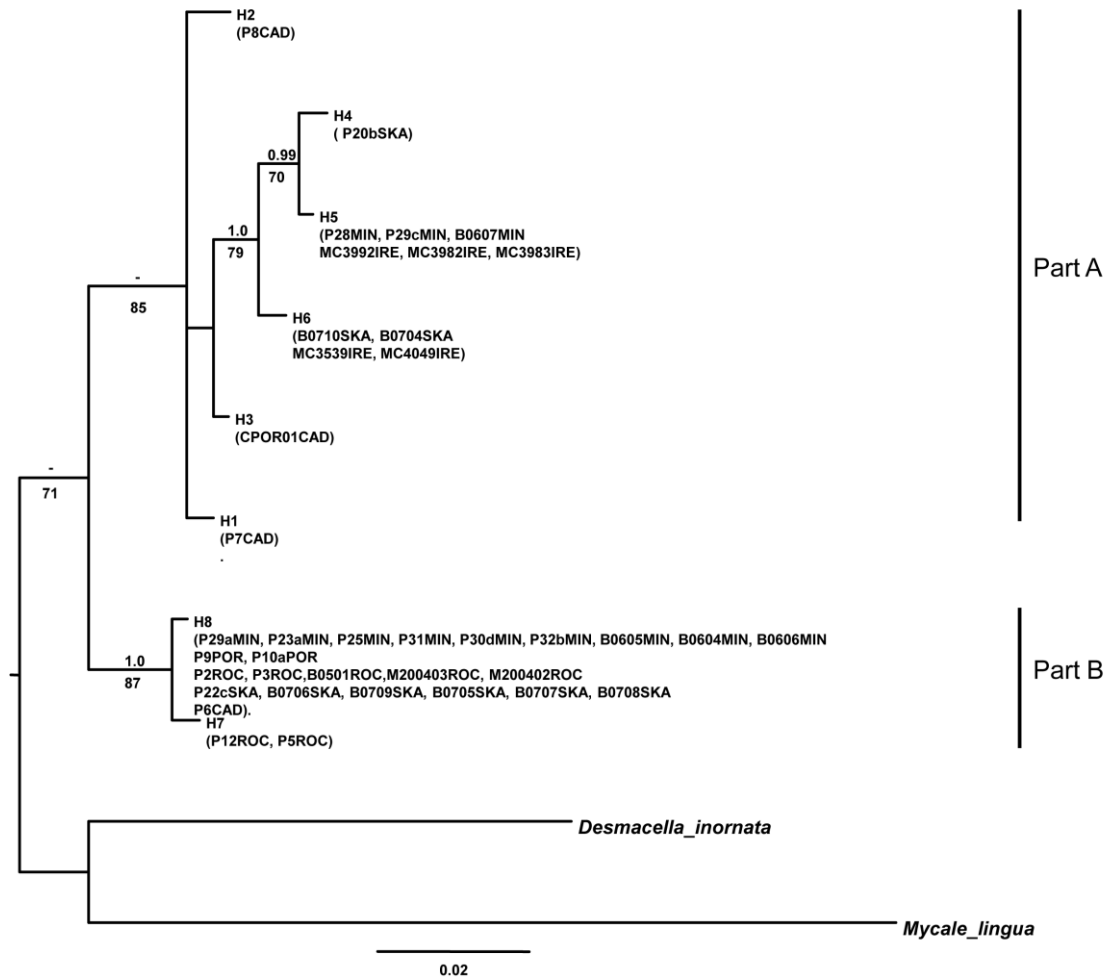 H2
(P8CAD)
H4
( P20bSKA)
0.99
70
H5
(P28MIN, P29cMIN, B0607MIN
MC3992IRE, MC3982IRE, MC3983IRE)
1.0
79
Part A
-
85
H6
(B0710SKA, B0704SKA
MC3539IRE, MC4049IRE)
H3
(CPOR01CAD)
-
71
H1
(P7CAD)
.
H8
(P29aMIN, P23aMIN, P25MIN, P31MIN, P30dMIN, P32bMIN, B0605MIN, B0604MIN, B0606MIN
P9POR, P10aPOR
P2ROC, P3ROC,B0501ROC,M200403ROC, M200402ROC
P22cSKA, B0706SKA, B0709SKA, B0705SKA, B0707SKA, B0708SKA
P6CAD).
1.0
87
Part B
H7
(P12ROC, P5ROC)
Desmacella_inornata
Mycale_lingua
0.02